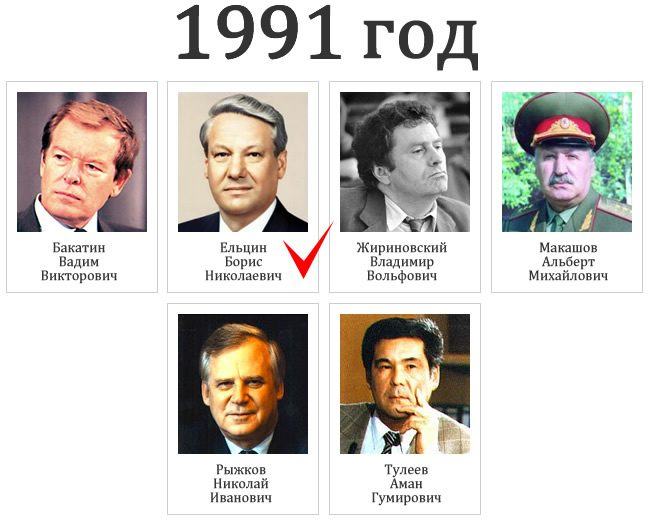 1991 год
Бакатин
Вадим
Викторович
Ельцин
Борис
Николаевич
Жириновский
Владимир
Вольфович
Макашов
Альберт
Михайлович
Рыжков
Николай
Иванович
Тулеев
Аман
Гумирович